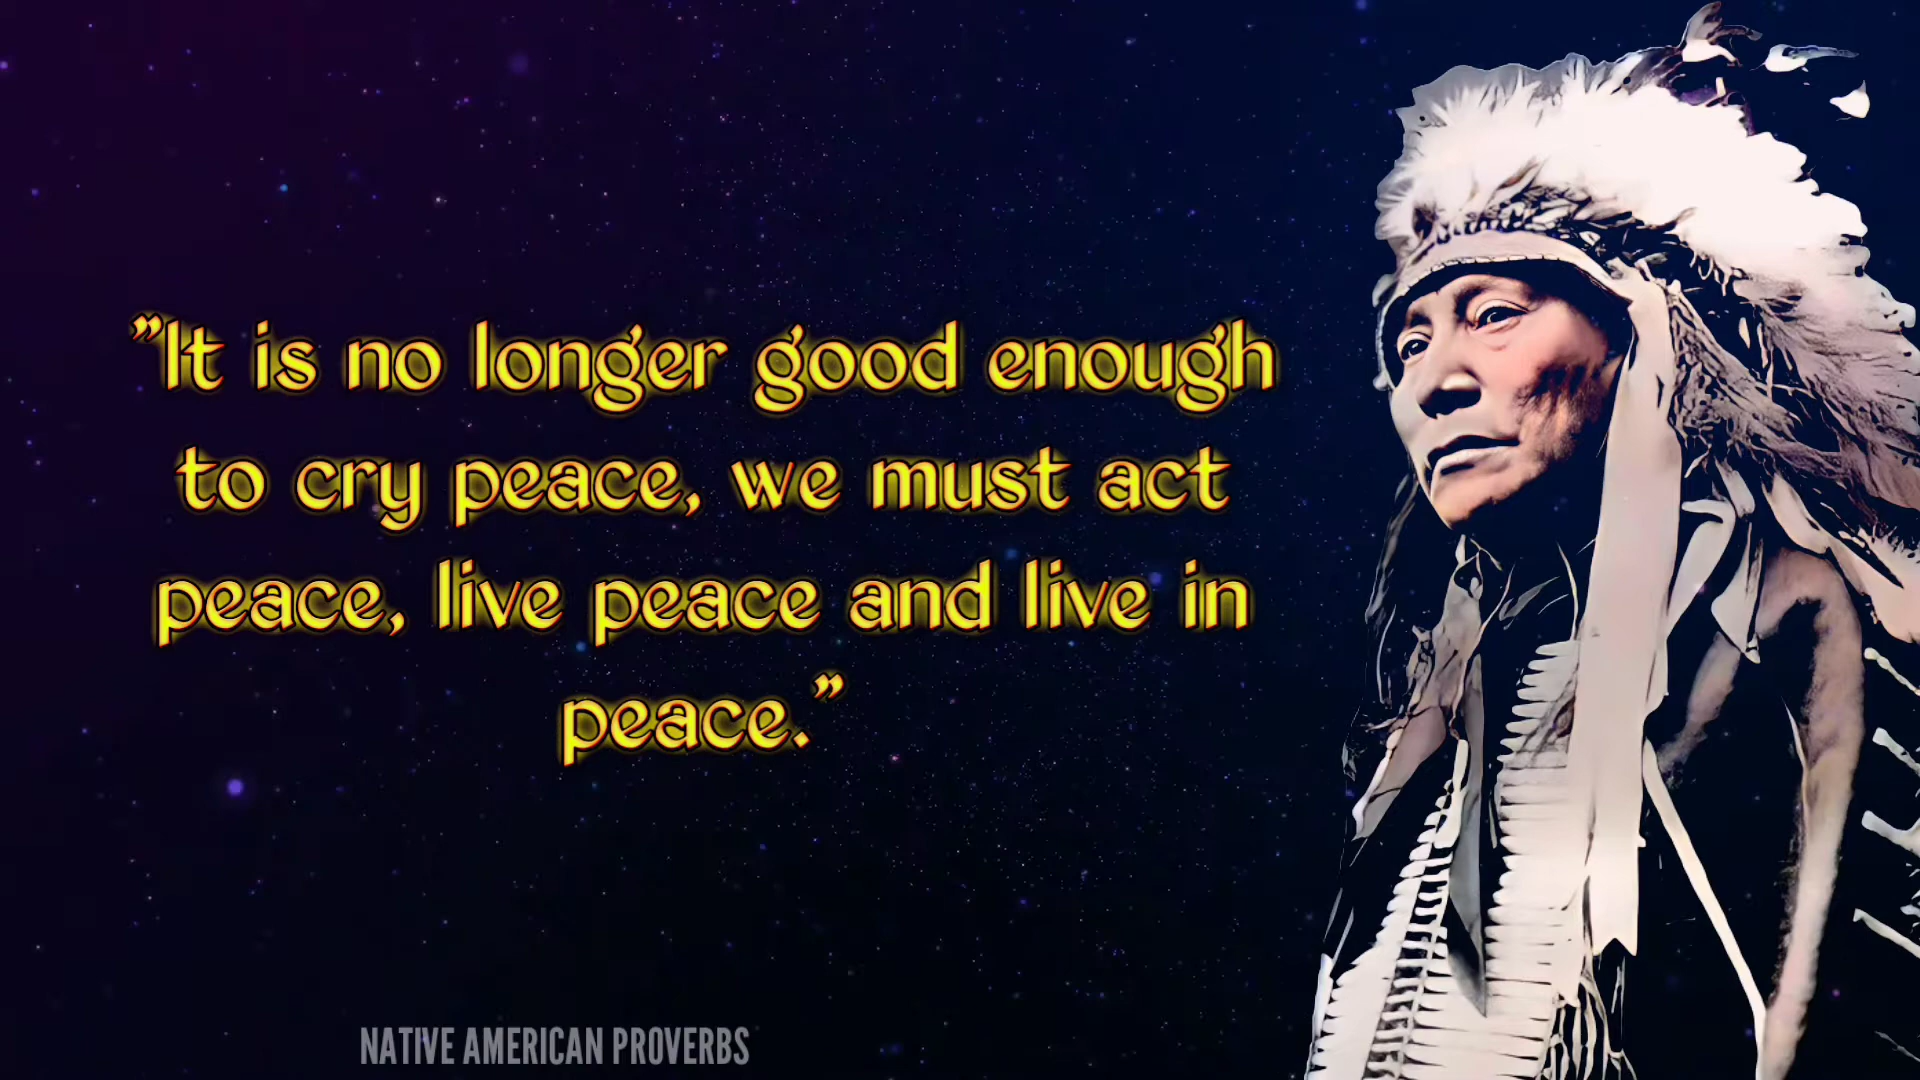 "It is no longer good enough
to cry peace, we must act
peace, live peace and live in
peace."
NATIVE AMERICAN PROVERBS